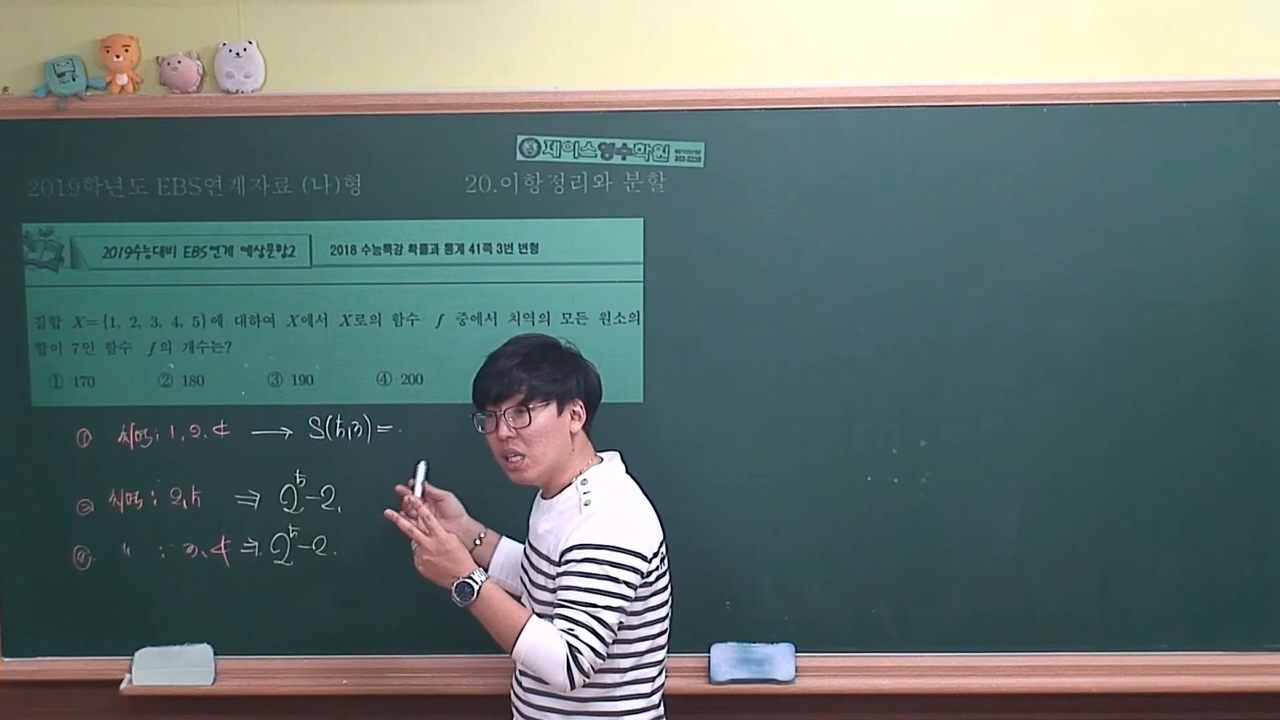 제이스영수학원
2019학년도 EBS연계자료 (나)형 20.이항정리와 분할
2019수능대비 EBS연계 예상문항2 2018 수능특강 확률과 통계 41쪽 3번 변형
집합 X={1, 2, 3, 4, 5}에 대하여 X에서 X로의 함수 f 중에서 치역의 모든 원소의
합이 7인 함수 f의 개수는?
① 170 ② 180 ③ 190 ④ 200
① 치역: 1, 2, 4 → S(5,3)=
② 치역: 2, 5 ⇒ 2⁵-2.
③ 〃 : 3, 4 ⇒ 2⁵-2.